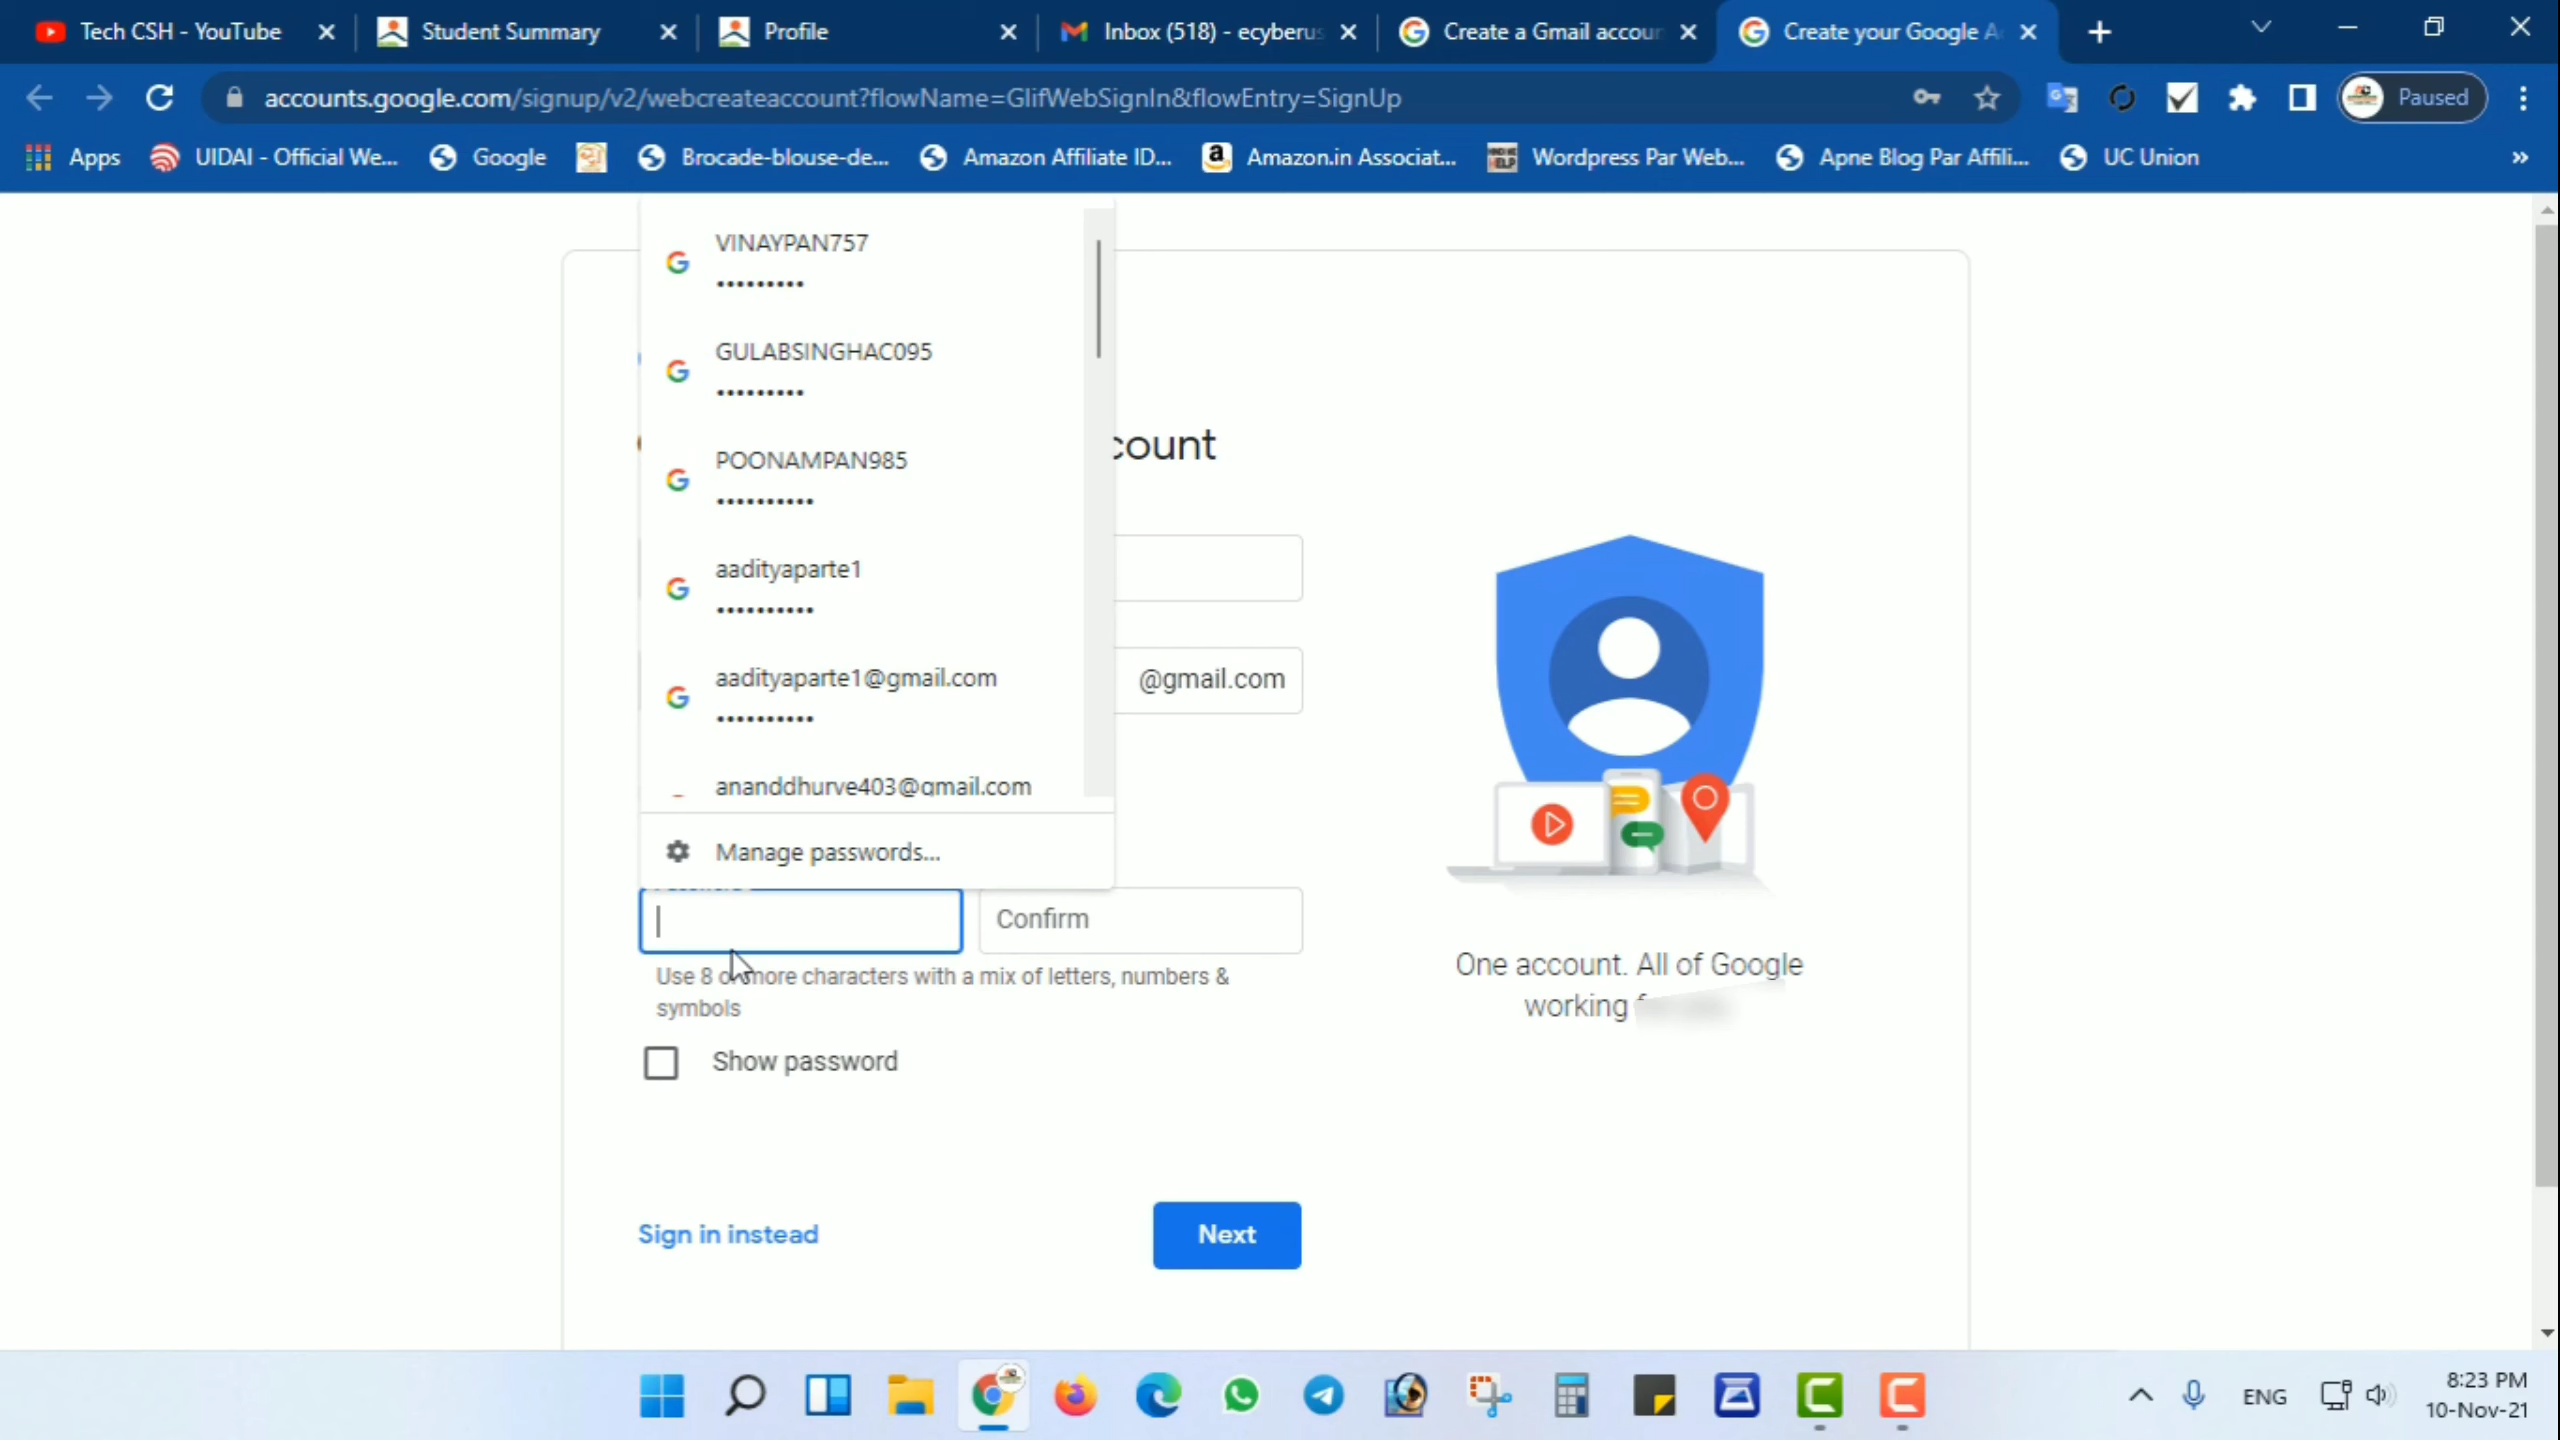 Tech CSH - YouTube
Student Summary
Profile
Inbox (518) - ecyberus
Create a Gmail accour
Create your Google A
accounts.google.com/signup/v2/webcreateaccount?flowName=GlifWebSignIn&flowEntry=SignUp
Paused
Apps
UIDAI - Official We...
Google
Brocade-blouse-de...
Amazon Affiliate ID...
Amazon.in Associat...
Wordpress Par Web...
Apne Blog Par Affili...
UC Union
VINAYPAN757
•••••••••
GULABSINGHAC095
•••••••••
POONAMPAN985
••••••••••
aadityaparte1
••••••••••
aadityaparte1@gmail.com
••••••••••
ananddhurve403@gmail.com
Manage passwords...
count
@gmail.com
Confirm
Use 8 or more characters with a mix of letters, numbers &
symbols
Show password
Sign in instead
Next
One account. All of Google
working
ENG
8:23 PM
10-Nov-21